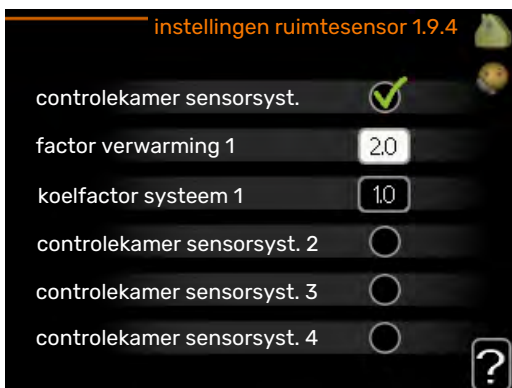 instellingen ruimtesensor 1.9.4
controlekamer sensorsyst.
factor verwarming 1 2.0
koelfactor systeem 1 1.0
controlekamer sensorsyst. 2
controlekamer sensorsyst. 3
controlekamer sensorsyst. 4
?